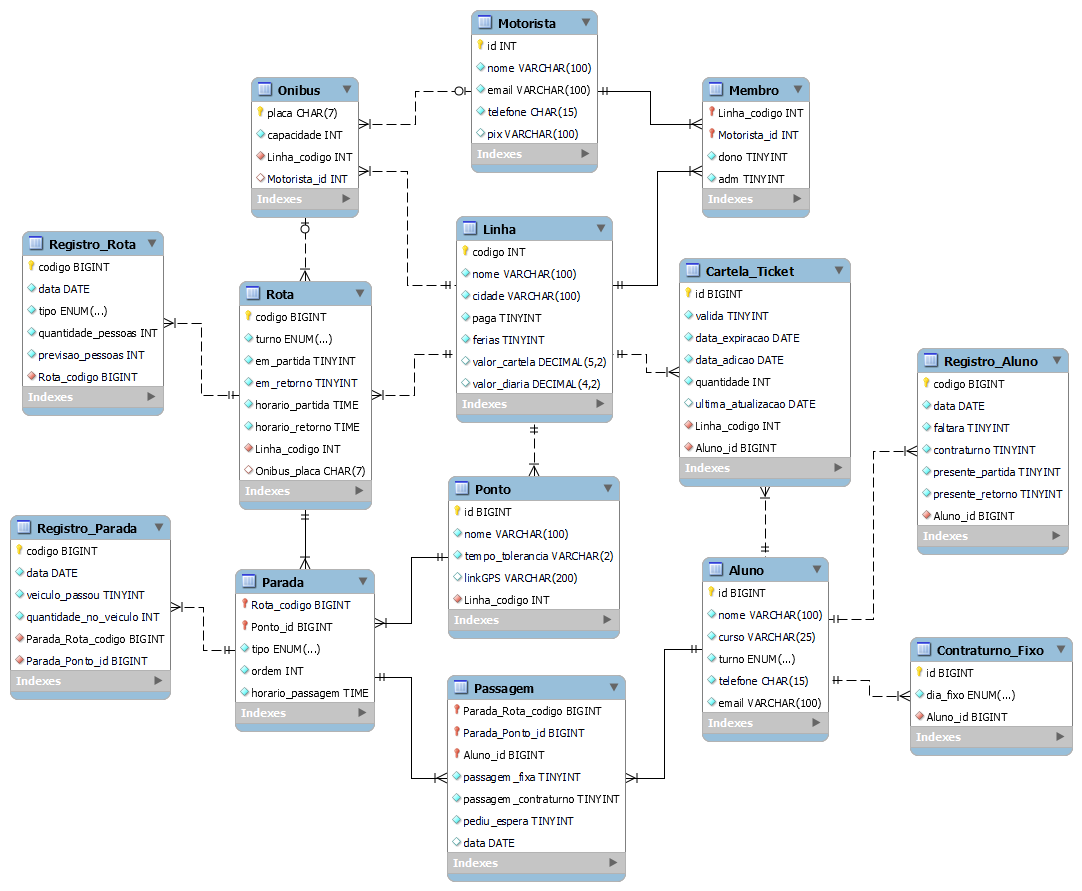 Motorista
id INT
nome VARCHAR(100)
email VARCHAR(100)
telefone CHAR(15)
pix VARCHAR(100)
Indexes
Onibus
placa CHAR(7)
capacidade INT
Linha_codigo INT
Motorista_id INT
Indexes
Membro
Linha_codigo INT
Motorista_id INT
dono TINYINT
adm TINYINT
Indexes
Registro_Rota
codigo BIGINT
data DATE
tipo ENUM(...)
quantidade_pessoas INT
previsao_pessoas INT
Rota_codigo BIGINT
Indexes
Rota
codigo BIGINT
turno ENUM(...)
em_partida TINYINT
em_retorno TINYINT
horario_partida TIME
horario_retorno TIME
Linha_codigo INT
Onibus_placa CHAR(7)
Indexes
Linha
codigo INT
nome VARCHAR(100)
cidade VARCHAR(100)
paga TINYINT
ferias TINYINT
valor_cartela DECIMAL(5,2)
valor_diaria DECIMAL(4,2)
Indexes
Cartela_Ticket
id BIGINT
valida TINYINT
data_expiracao DATE
data_adicao DATE
quantidade INT
ultima_atualizacao DATE
Linha_codigo INT
Aluno_id BIGINT
Indexes
Registro_Aluno
codigo BIGINT
data DATE
faltara TINYINT
contraturno TINYINT
presente_partida TINYINT
presente_retorno TINYINT
Aluno_id BIGINT
Indexes
Registro_Parada
codigo BIGINT
data DATE
veiculo_passou TINYINT
quantidade_no_veiculo INT
Parada_Rota_codigo BIGINT
Parada_Ponto_id BIGINT
Indexes
Parada
Rota_codigo BIGINT
Ponto_id BIGINT
tipo ENUM(...)
ordem INT
horario_passagem TIME
Indexes
Ponto
id BIGINT
nome VARCHAR(100)
tempo_tolerancia VARCHAR(2)
linkGPS VARCHAR(200)
Linha_codigo INT
Indexes
Aluno
id BIGINT
nome VARCHAR(100)
curso VARCHAR(25)
turno ENUM(...)
telefone CHAR(15)
email VARCHAR(100)
Indexes
Contraturno_Fixo
id BIGINT
dia_fixo ENUM(...)
Aluno_id BIGINT
Indexes
Passagem
Parada_Rota_codigo BIGINT
Parada_Ponto_id BIGINT
Aluno_id BIGINT
passagem_fixa TINYINT
passagem_contraturno TINYINT
pediu_espera TINYINT
data DATE
Indexes